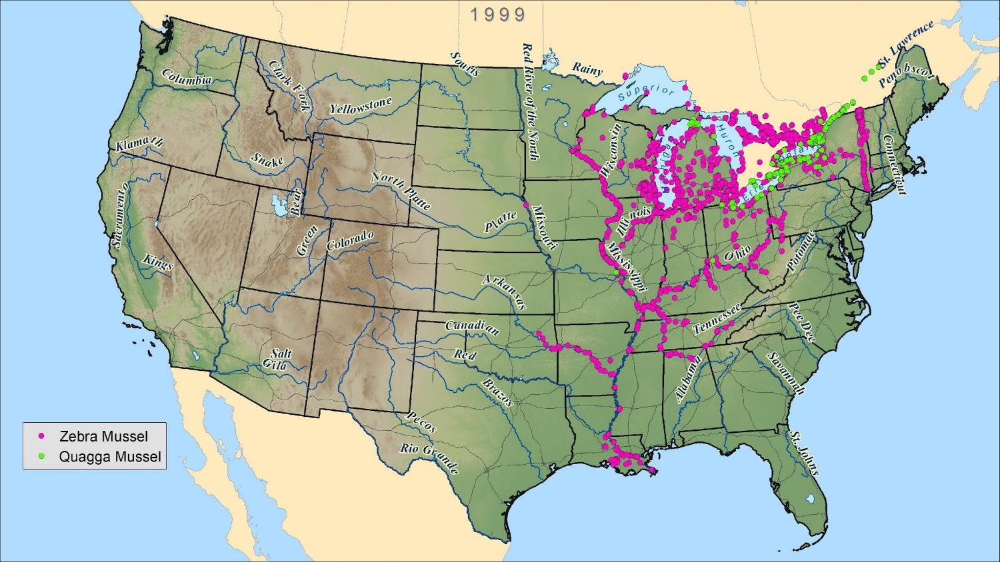 1999
St. Lawrence
Souris
Red River of the North
Rainy
Superior
Penobscot
Columbia
Clark Fork
Yellowstone
Klamath
Snake
Wisconsin
Huron
Ontario
Connecticut
Sacramento
Bear
North Platte
Platte
Missouri
Illinois
Erie
Green
Colorado
Kings
Mississippi
Ohio
Potomac
Arkansas
Canadian
Tennessee
Pee Dee
Salt
Gila
Red
Brazos
Alabama
Savannah
Pecos
Rio Grande
St. Johns
Zebra Mussel
Quagga Mussel